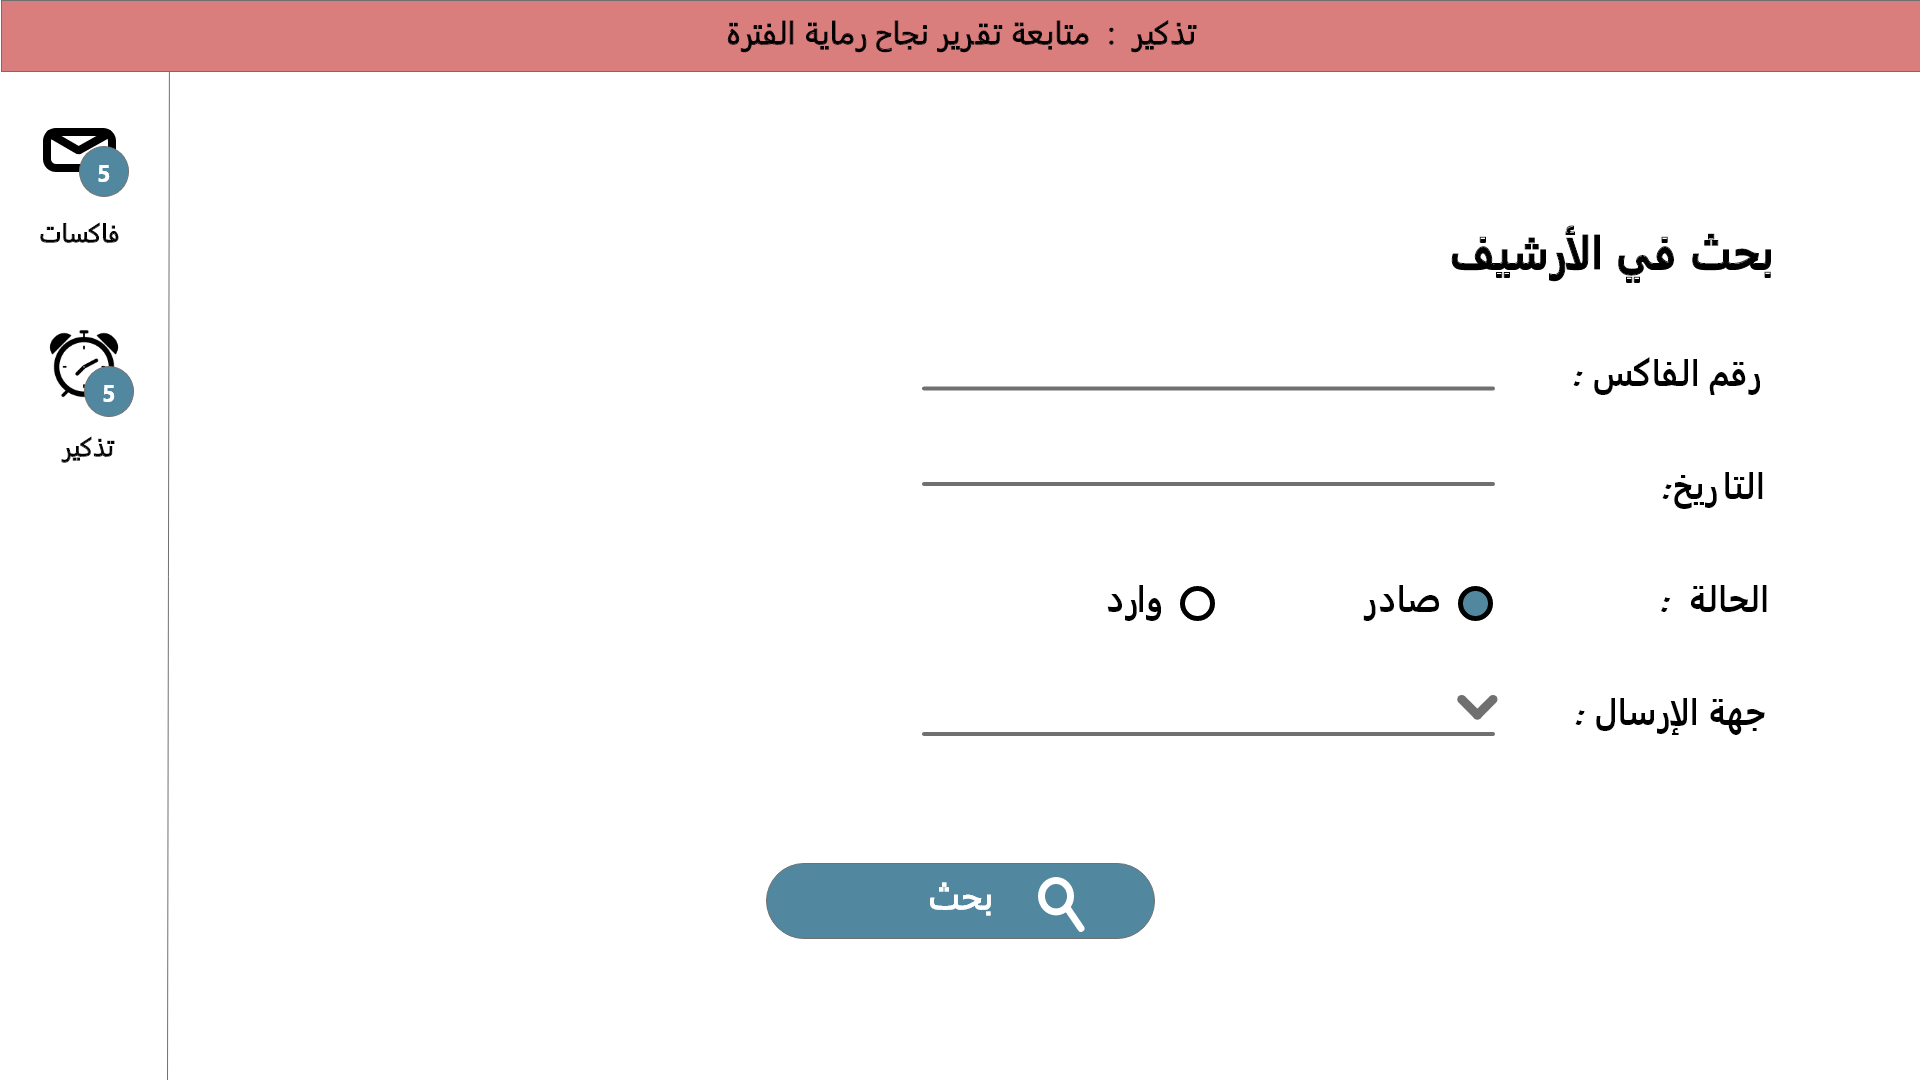 تذكير : متابعة تقرير نجاح رماية الفترة
5
فاكسات
5
تذكير
بحث في الأرشيف
رقم الفاكس :
التاريخ:
الحالة : صادر وارد
جهة الإرسال :
بحث